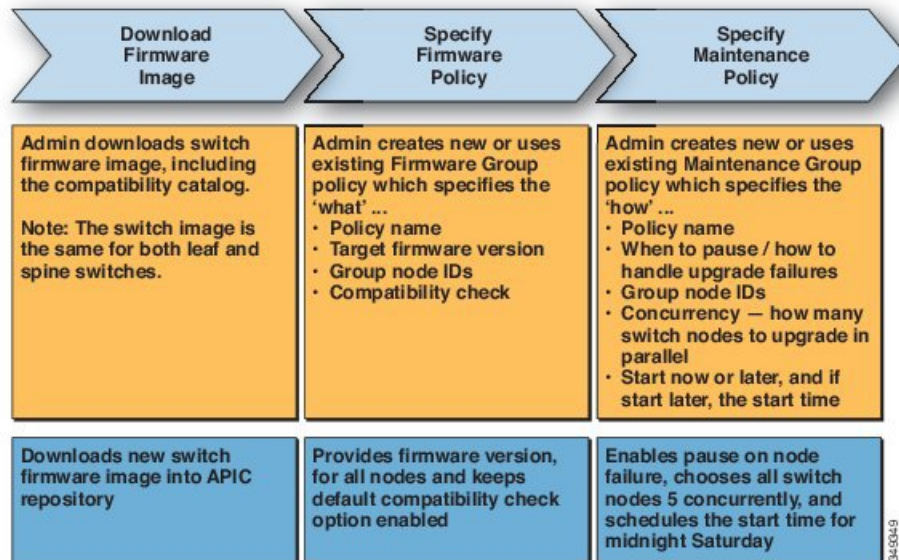 Download
Firmware
Image
Specify
Firmware
Policy
Specify
Maintenance
Policy
Admin downloads switch
firmware image, including
the compatibility catalog.
Note: The switch image is
the same for both leaf and
spine switches.
Admin creates new or uses
existing Firmware Group
policy which specifies the
‘what’ ...
• Policy name
• Target firmware version
• Group node IDs
• Compatibility check
Admin creates new or uses
existing Maintenance Group
policy which specifies the
‘how’ ...
• Policy name
• When to pause / how to
handle upgrade failures
• Group node IDs
• Concurrency — how many
switch nodes to upgrade in
parallel
• Start now or later, and if
start later, the start time
Downloads new switch
firmware image into APIC
repository
Provides firmware version,
for all nodes and keeps
default compatibility check
option enabled
Enables pause on node
failure, chooses all switch
nodes 5 concurrently, and
schedules the start time for
midnight Saturday
349349